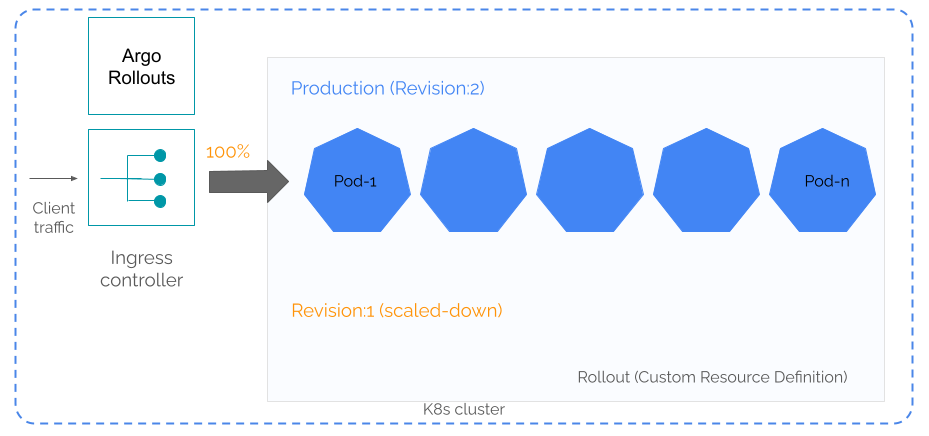 Argo
Rollouts
Production (Revision:2)
100%
Pod-1
Pod-n
Client
traffic
Ingress
controller
Revision:1 (scaled-down)
Rollout (Custom Resource Definition)
K8s cluster